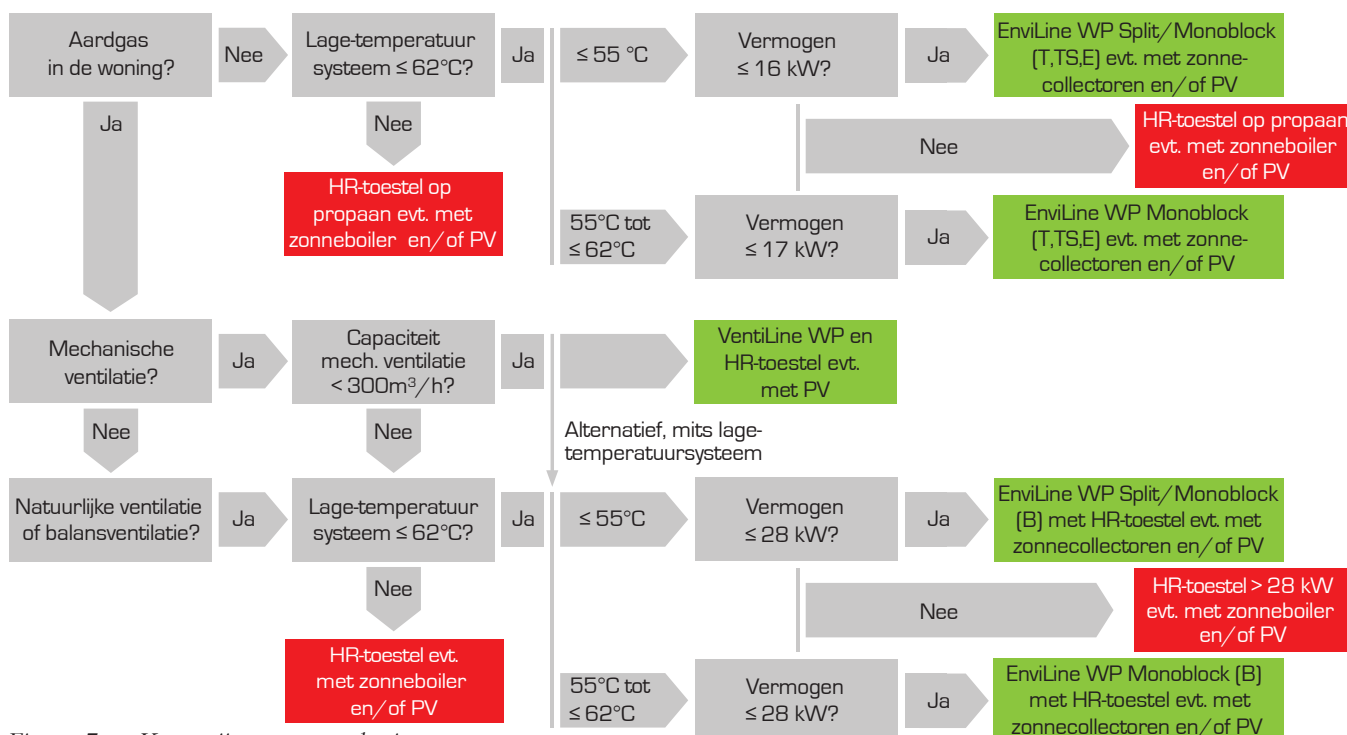 Aardgas
in de woning?
Nee
Lage-temperatuur
systeem ≤ 62°C?
Ja
≤ 55 °C
Vermogen
≤ 16 kW?
Ja
EnviLine WP Split/Monoblock
(T,TS,E) evt. met zonne-
collectoren en/of PV
Ja
Nee
Nee
HR-toestel op propaan
evt. met zonneboiler
en/of PV
HR-toestel op
propaan evt. met
zonneboiler en/of PV
55°C tot
≤ 62°C
Vermogen
≤ 17 kW?
Ja
EnviLine WP Monoblock
(T,TS,E) evt. met zonne-
collectoren en/of PV
Mechanische
ventilatie?
Ja
Capaciteit
mech. ventilatie
< 300m³/h?
Ja
VentiLine WP en
HR-toestel evt.
met PV
Nee
Nee
Alternatief, mits lage-
temperatuursysteem
Natuurlijke ventilatie
of balansventilatie?
Ja
Lage-temperatuur
systeem ≤ 62°C?
Ja
≤ 55°C
Vermogen
≤ 28 kW?
Ja
EnviLine WP Split/Monoblock
(B) met HR-toestel evt. met
zonnecollectoren en/of PV
Nee
Nee
HR-toestel > 28 kW
evt. met zonneboiler
en/of PV
HR-toestel evt.
met zonneboiler
en/of PV
55°C tot
≤ 62°C
Vermogen
≤ 28 kW?
Ja
EnviLine WP Monoblock (B)
met HR-toestel evt. met
zonnecollectoren en/of PV